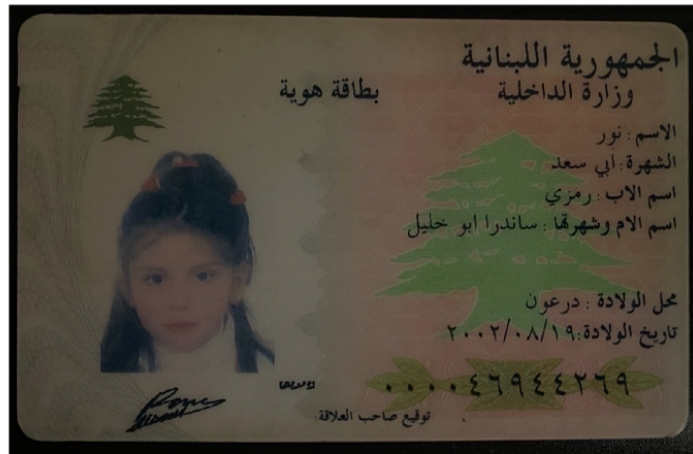 الجمهورية اللبنانية
وزارة الداخلية
بطاقة هوية
الاسم : نور
الشهرة : أبي سعد
اسم الاب : رمزي
اسم الام وشهرتها : ساندرا ابو خليل
محل الولادة : درعون
تاريخ الولادة: ٢٠٠٢/٠٨/١٩
٠٠٠٠٤٦٩٤٤٢٦٩
توقيع صاحب العلاقة: